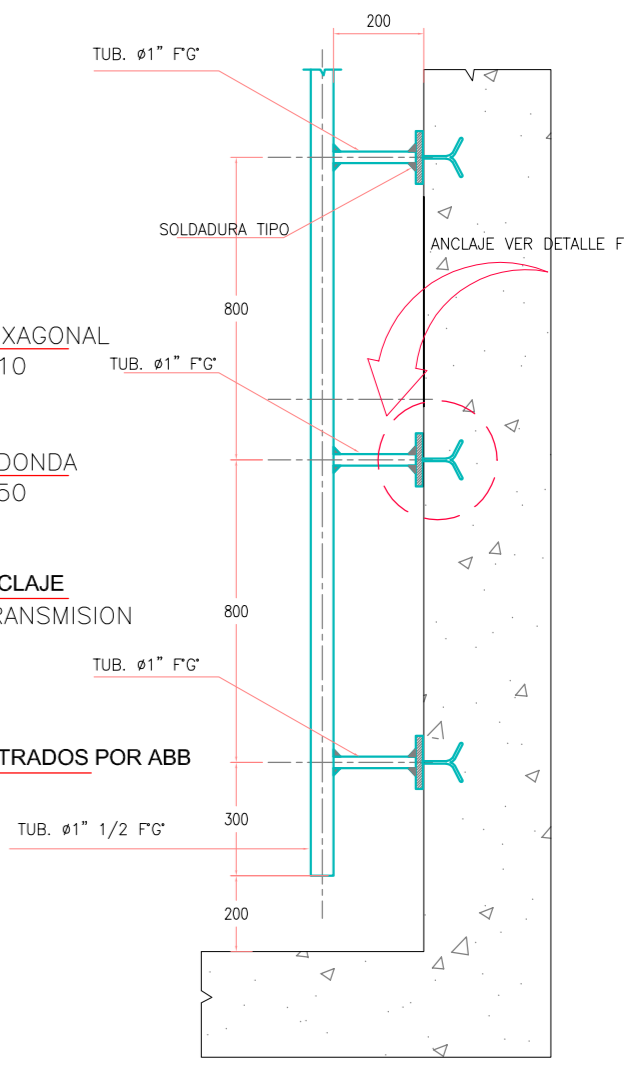 200
TUB. ø1" F°G°
SOLDADURA TIPO
ANCLAJE VER DETALLE F
800
XAGONAL
10
TUB. ø1" F°G°
DONDA
50
CLAJE
RANSMISION
800
TUB. ø1" F°G°
TRADOS POR ABB
300
TUB. ø1" 1/2 F°G°
200